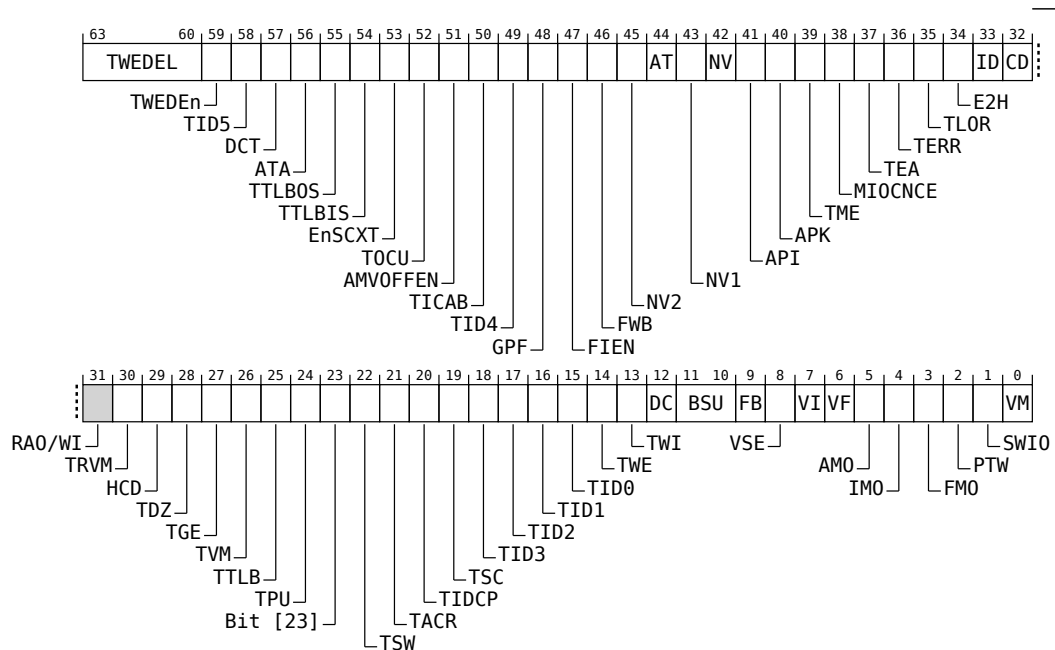 63 60 59 58 57 56 55 54 53 52 51 50 49 48 47 46 45 44 43 42 41 40 39 38 37 36 35 34 33 32
TWEDEL AT NV ID CD
TWEDEn E2H
TID5 TLOR
DCT TERR
ATA TEA
TTLBOS MIOCNCE
TTLBIS TME
EnSCXT APK
TOCU API
AMVOFFEN NV1
TICAB NV2
TID4 FWB
GPF FIEN
31 30 29 28 27 26 25 24 23 22 21 20 19 18 17 16 15 14 13 12 11 10 9 8 7 6 5 4 3 2 1 0
DC BSU FB VI VF VM
RAO/WI TWI VSE SWIO
TRVM TWE AMO PTW
HCD TID0 IMO FMO
TDZ TID1
TGE TID2
TVM TID3
TTLB TSC
TPU TIDCP
Bit [23] TACR
TSW